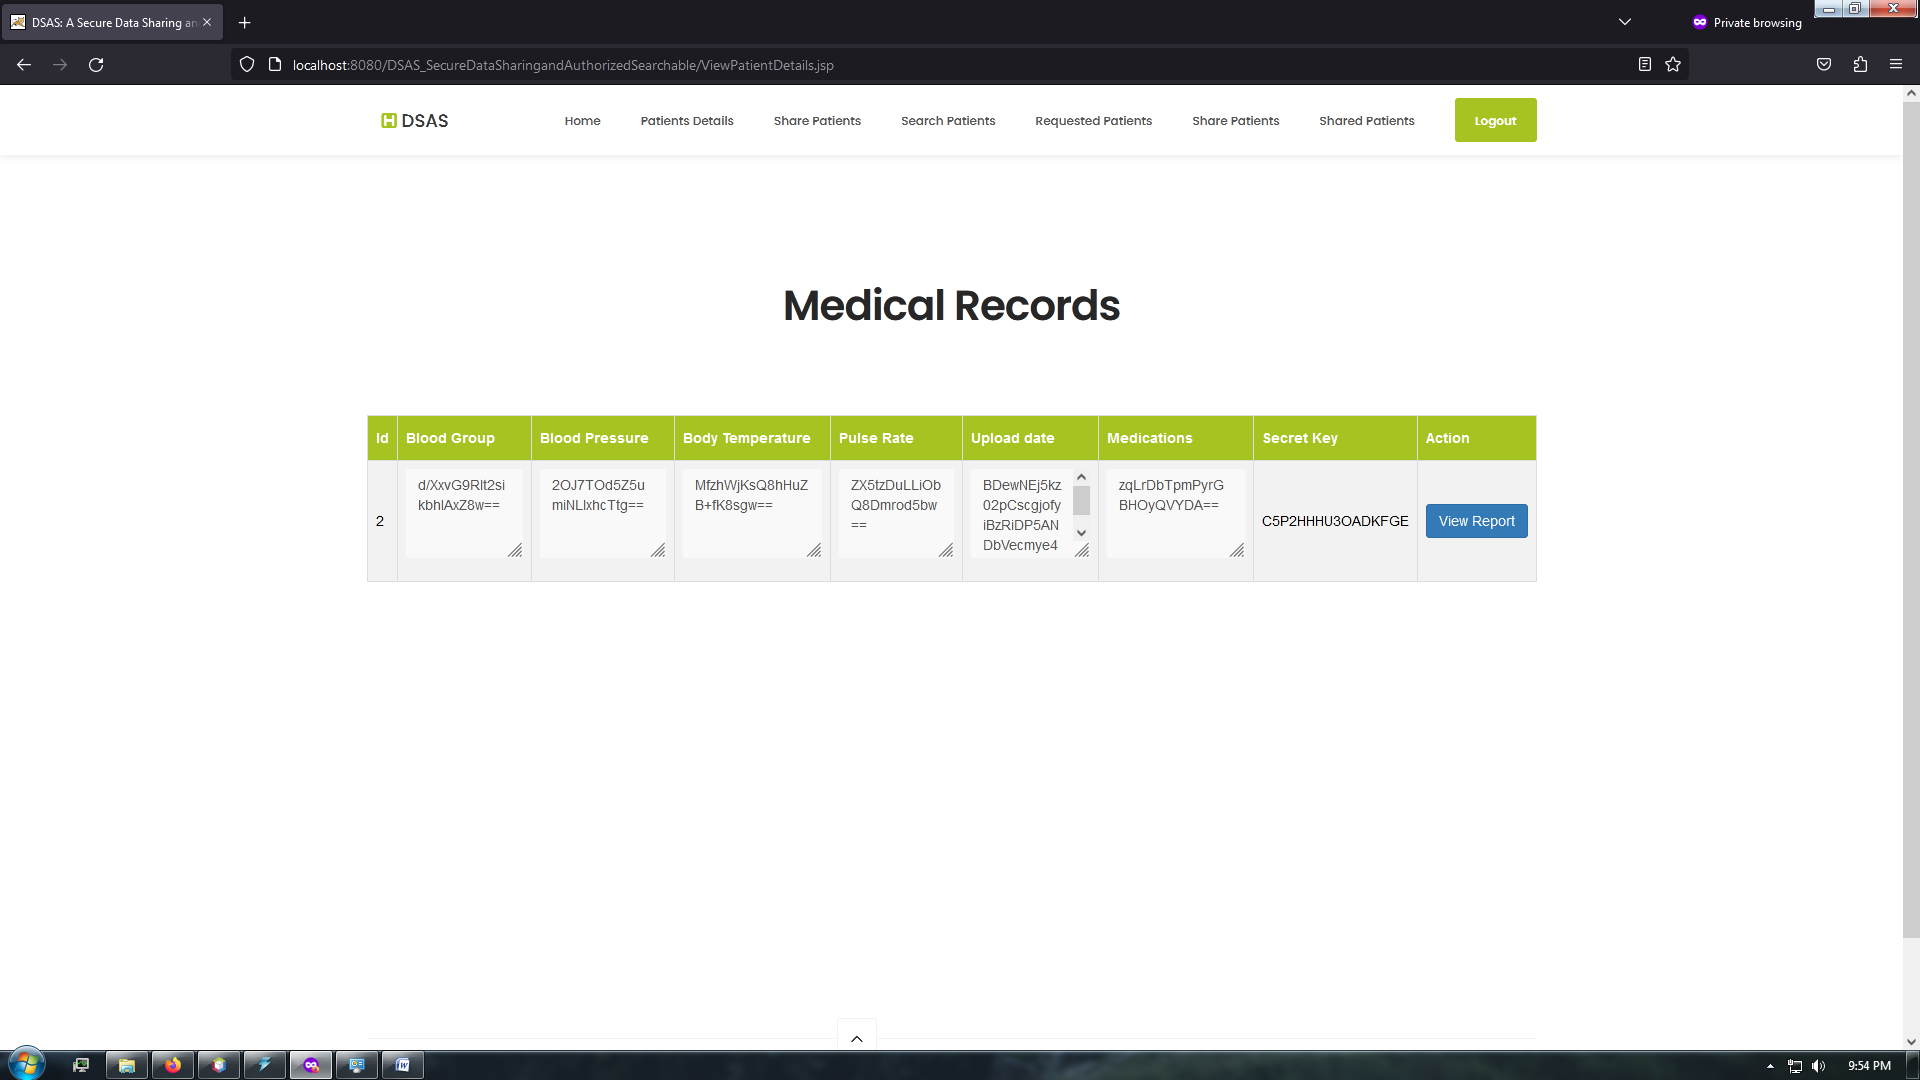 DSAS: A Secure Data Sharing an
Private browsing
localhost:8080/DSAS_SecureDataSharingandAuthorizedSearchable/ViewPatientDetails.jsp
H DSAS
Home
Patients Details
Share Patients
Search Patients
Requested Patients
Share Patients
Shared Patients
Logout
Medical Records
Id
Blood Group
Blood Pressure
Body Temperature
Pulse Rate
Upload date
Medications
Secret Key
Action
2
d/XxvG9Rlt2si
kbhlAxZ8w==
2OJ7TOd5Z5u
miNLlxhcTtg==
MfzhWjKsQ8hHuZ
B+fK8sgw==
ZX5tzDuLLiOb
Q8Dmrod5bw
==
BDewNEj5kz
02pCscgjofy
iBzRiDP5AN
DbVecmye4
zqLrDbTpmPyrG
BHOyQVYDA==
C5P2HHHU3OADKFGE
View Report
9:54 PM